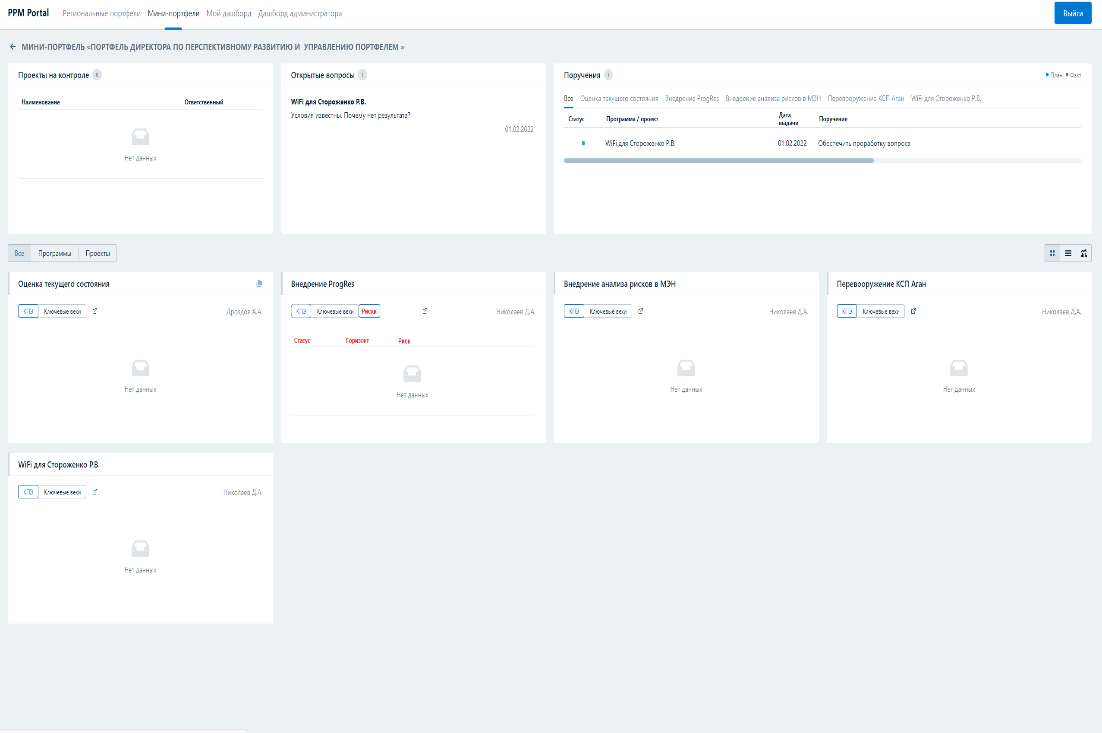 PPM Portal
Региональные портфели
Мини-портфели
Мой дашборд
Дашборд администратора
Выйти
МИНИ-ПОРТФЕЛЬ «ПОРТФЕЛЬ ДИРЕКТОРА ПО ПЕРСПЕКТИВНОМУ РАЗВИТИЮ И УПРАВЛЕНИЮ ПОРТФЕЛЕМ »
Проекты на контроле 0
Наименование
Ответственный
Нет данных
Открытые вопросы 1
WiFi для Стороженко Р.В.
Условия известны. Почему нет результата?
01.02.2022
Поручения 1
План
Факт
Все
Оценка текущего состояния
Внедрение ProgRes
Внедрение анализа рисков в МЭН
Перевооружение КСП Аган
WiFi для Стороженко Р.В.
Статус
Программа / проект
Дата выдачи
Поручение
WiFi для Стороженко Р.В.
01.02.2022
Обеспечить проработку вопроса
Все
Программы
Проекты
Оценка текущего состояния
КПЭ
Ключевые вехи
Дроздов А.А.
Нет данных
Внедрение ProgRes
КПЭ
Ключевые вехи
Риски
Николаев Д.А.
Статус
Горизонт
Риск
Нет данных
Внедрение анализа рисков в МЭН
КПЭ
Ключевые вехи
Николаев Д.А.
Нет данных
Перевооружение КСП Аган
КПЭ
Ключевые вехи
Николаев Д.А.
Нет данных
WiFi для Стороженко Р.В.
КПЭ
Ключевые вехи
Николаев Д.А.
Нет данных